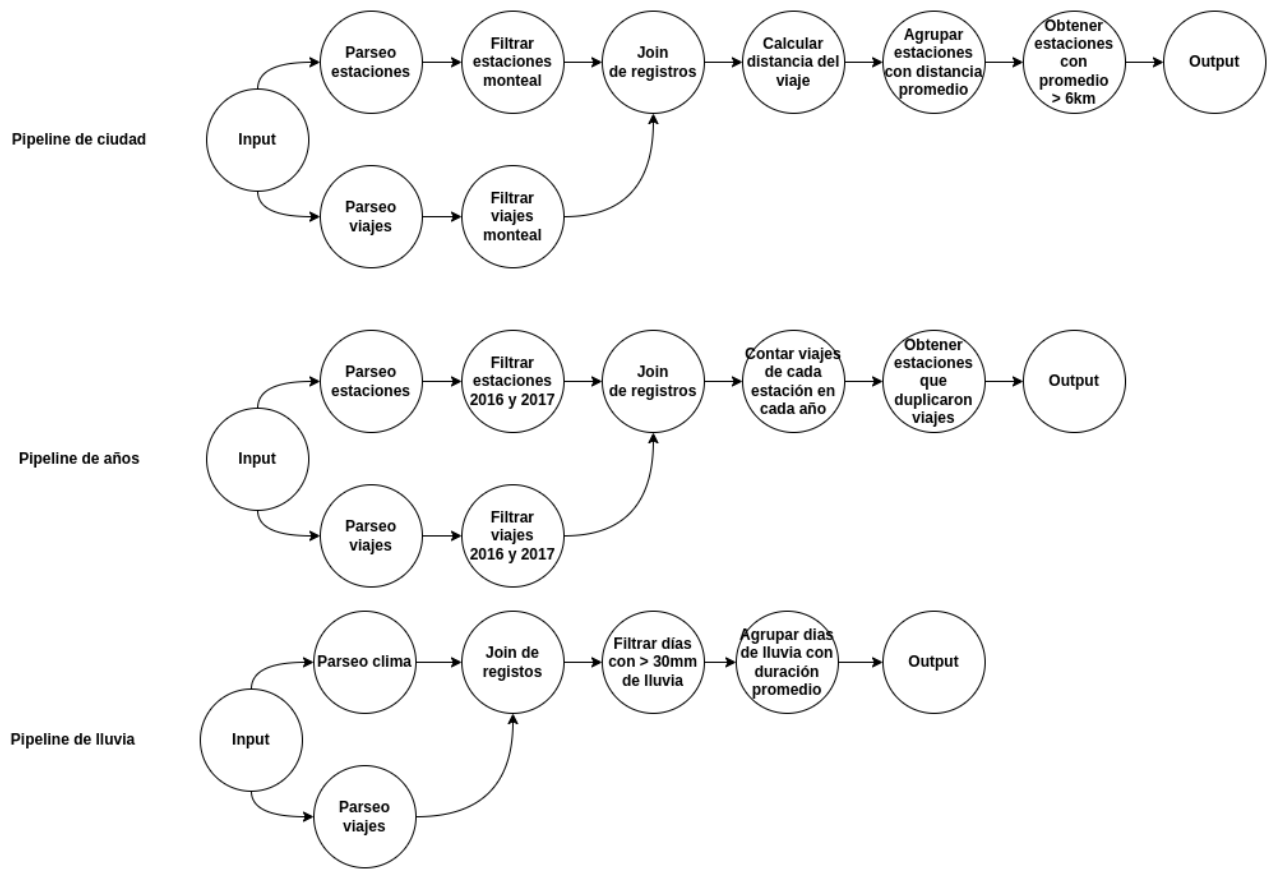 Pipeline de ciudad
Input
Parseo
estaciones
Filtrar
estaciones
monteal
Join
de registros
Calcular
distancia del
viaje
Agrupar
estaciones
con distancia
promedio
Obtener
estaciones
con
promedio
> 6km
Output
Parseo
viajes
Filtrar
viajes
monteal
Pipeline de años
Input
Parseo
estaciones
Filtrar
estaciones
2016 y 2017
Join
de registros
Contar viajes
de cada
estación en
cada año
Obtener
estaciones
que
duplicaron
viajes
Output
Parseo
viajes
Filtrar
viajes
2016 y 2017
Pipeline de lluvia
Input
Parseo clima
Join de
registos
Filtrar días
con > 30mm
de lluvia
Agrupar dias
de lluvia con
duración
promedio
Output
Parseo
viajes